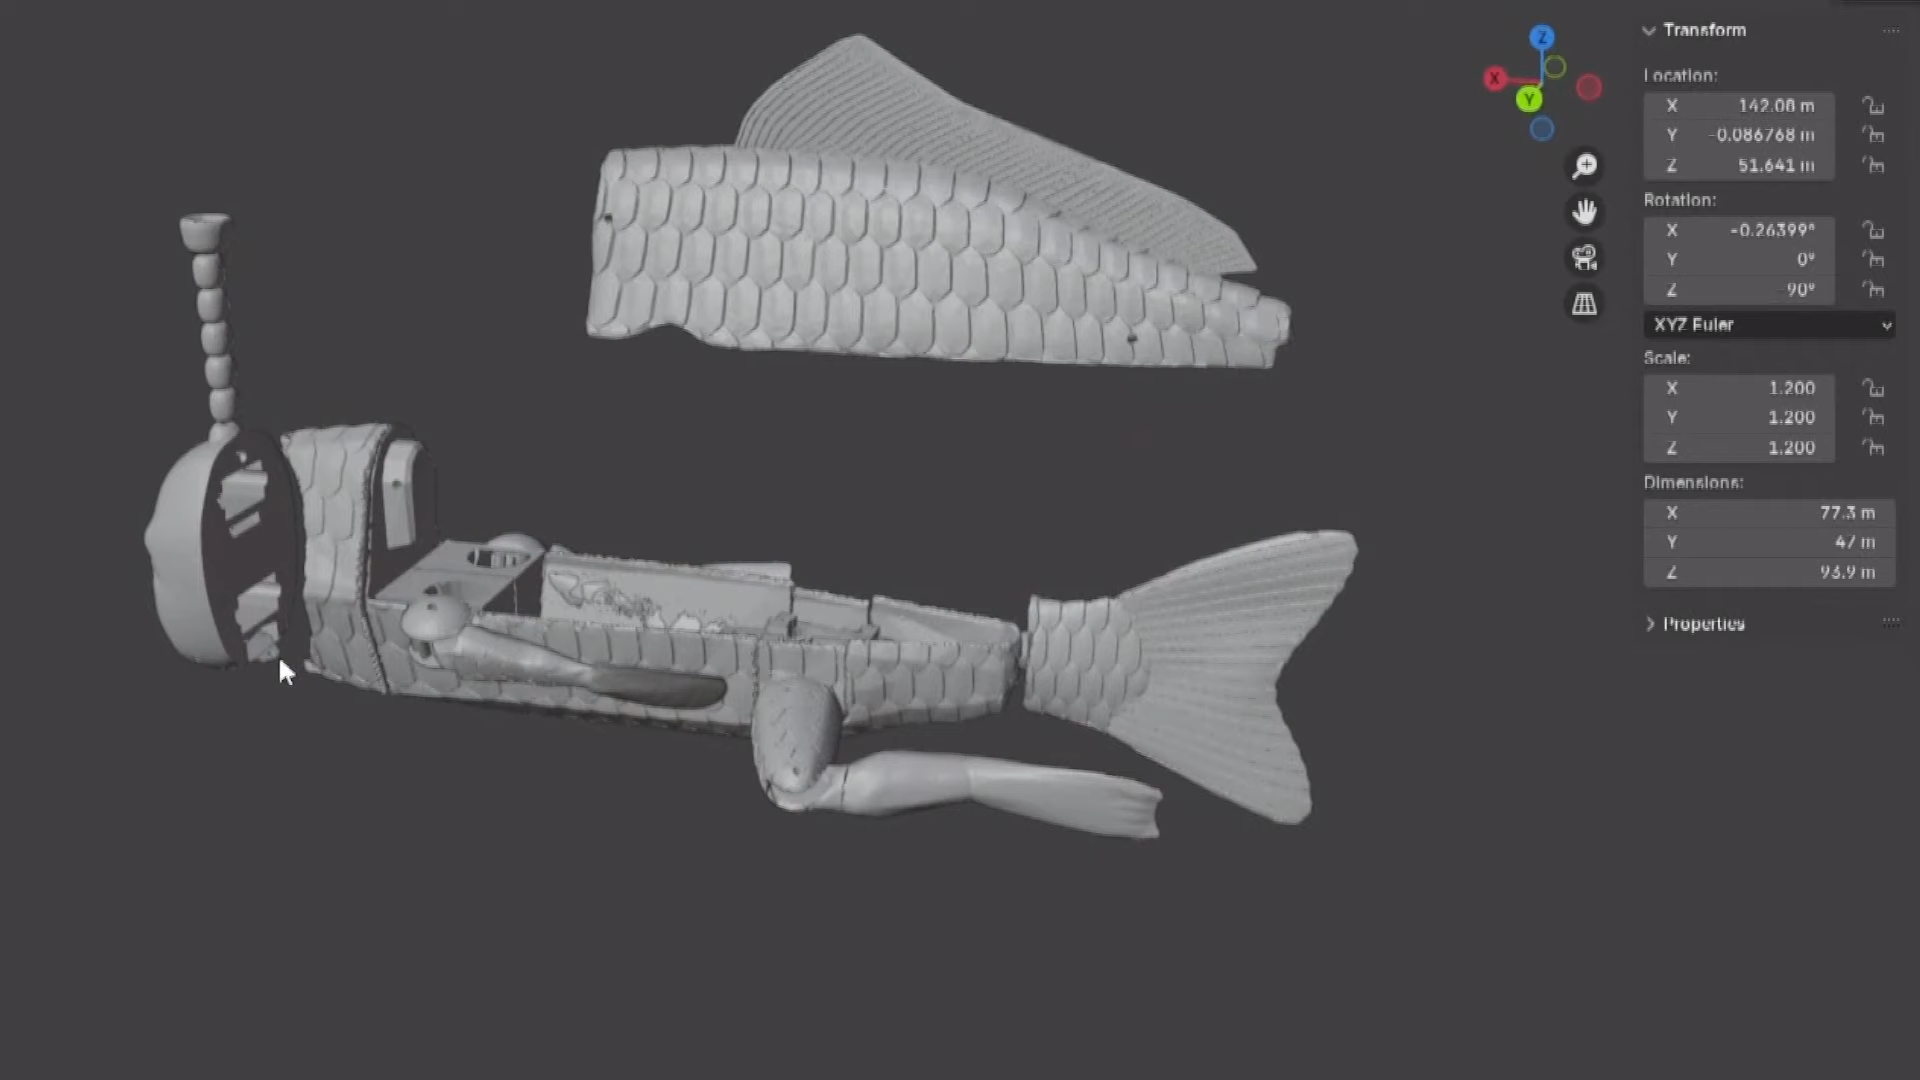 Z
X
Y
Transform
Location:
X 142.08 m
Y -0.086768 m
Z 51.641 m
Rotation:
X -0.26399°
Y 0°
Z 90°
XYZ Euler
Scale:
X 1.200
Y 1.200
Z 1.200
Dimensions:
X 77.3 m
Y 47 m
Z 93.9 m
Properties